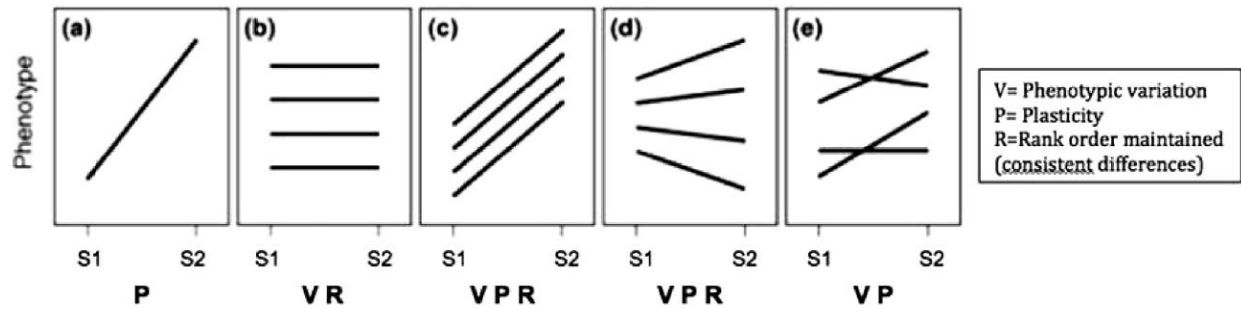 (a) (b) (c) (d) (e)
Phenotype
V= Phenotypic variation
P= Plasticity
R=Rank order maintained
(consistent differences)
S1 S2 S1 S2 S1 S2 S1 S2 S1 S2
P V R V P R V P R V P